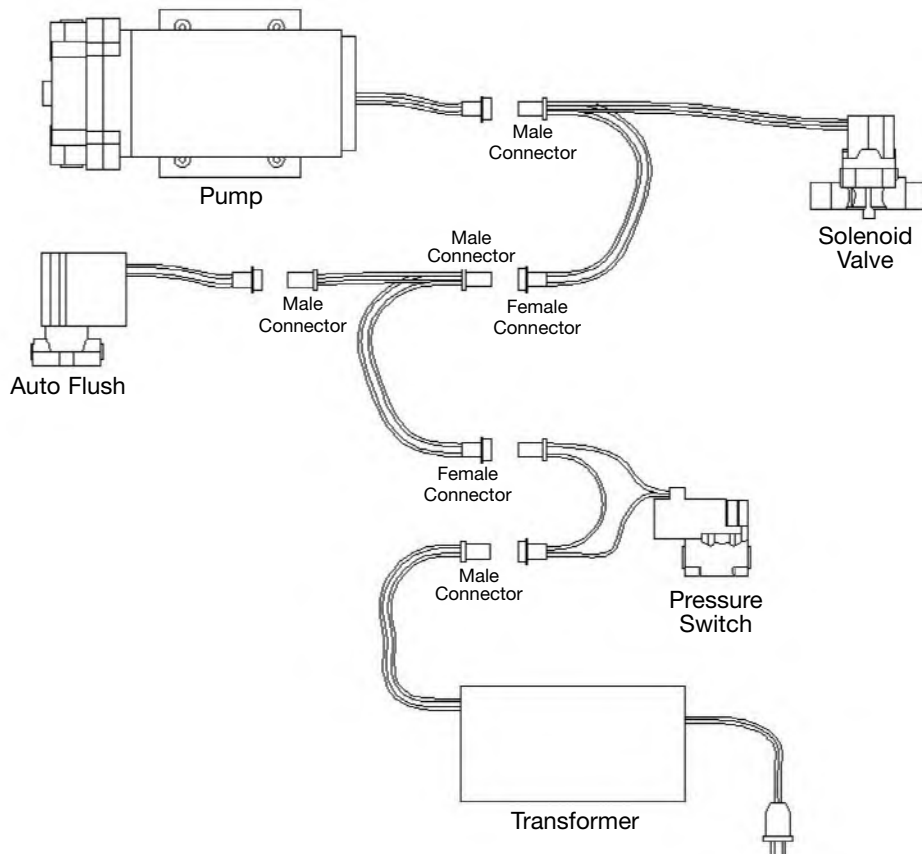 Male
Connector
Pump
Solenoid
Valve
Male
Connector
Male
Connector
Female
Connector
Auto Flush
Female
Connector
Male
Connector
Pressure
Switch
Transformer